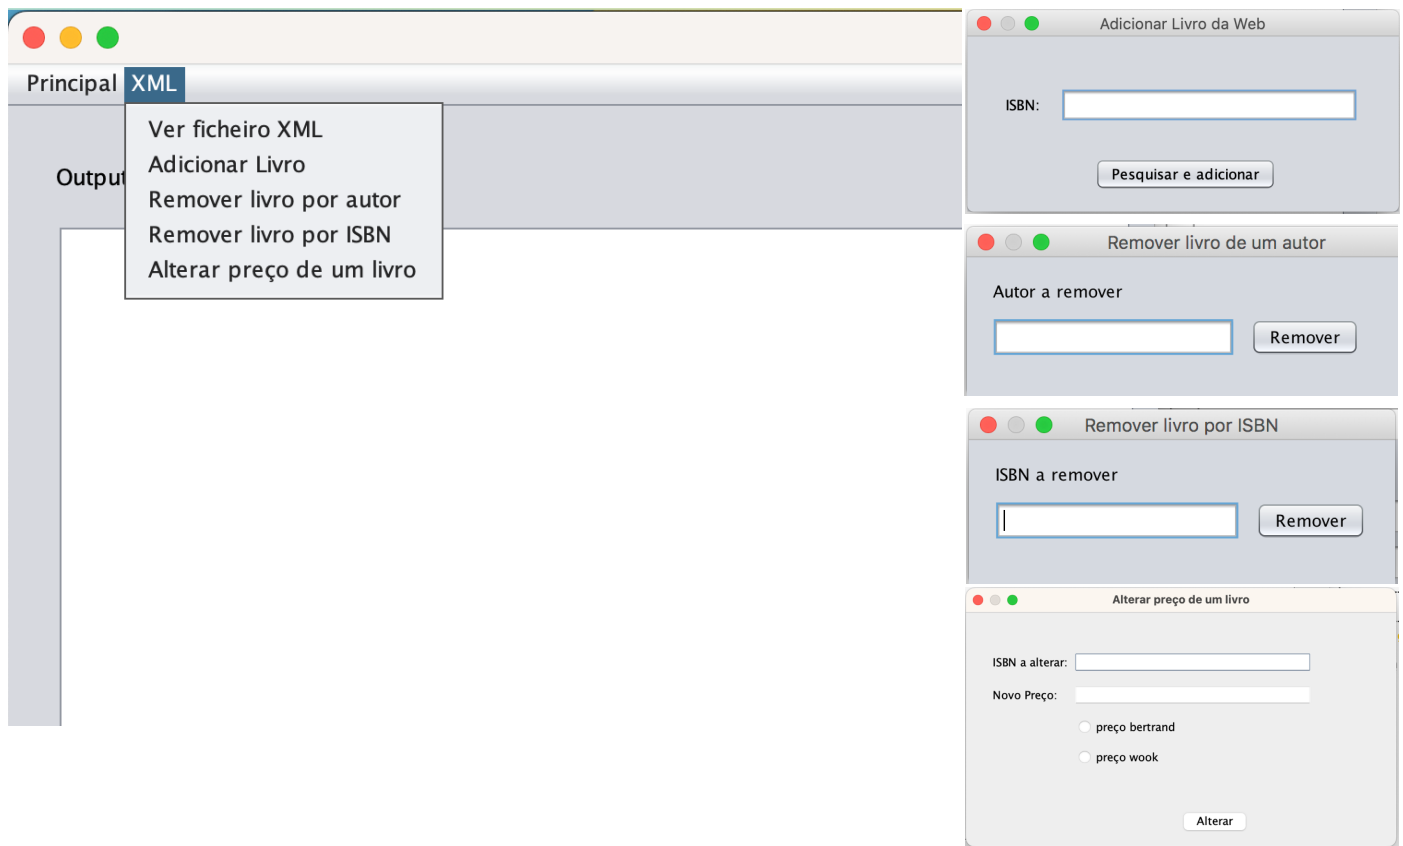 Principal XML
Ver ficheiro XML
Adicionar Livro
Remover livro por autor
Remover livro por ISBN
Alterar preço de um livro
Output
Adicionar Livro da Web
ISBN:
Pesquisar e adicionar
Remover livro de um autor
Autor a remover
Remover
Remover livro por ISBN
ISBN a remover
Remover
Alterar preço de um livro
ISBN a alterar:
Novo Preço:
preço bertrand
preço wook
Alterar